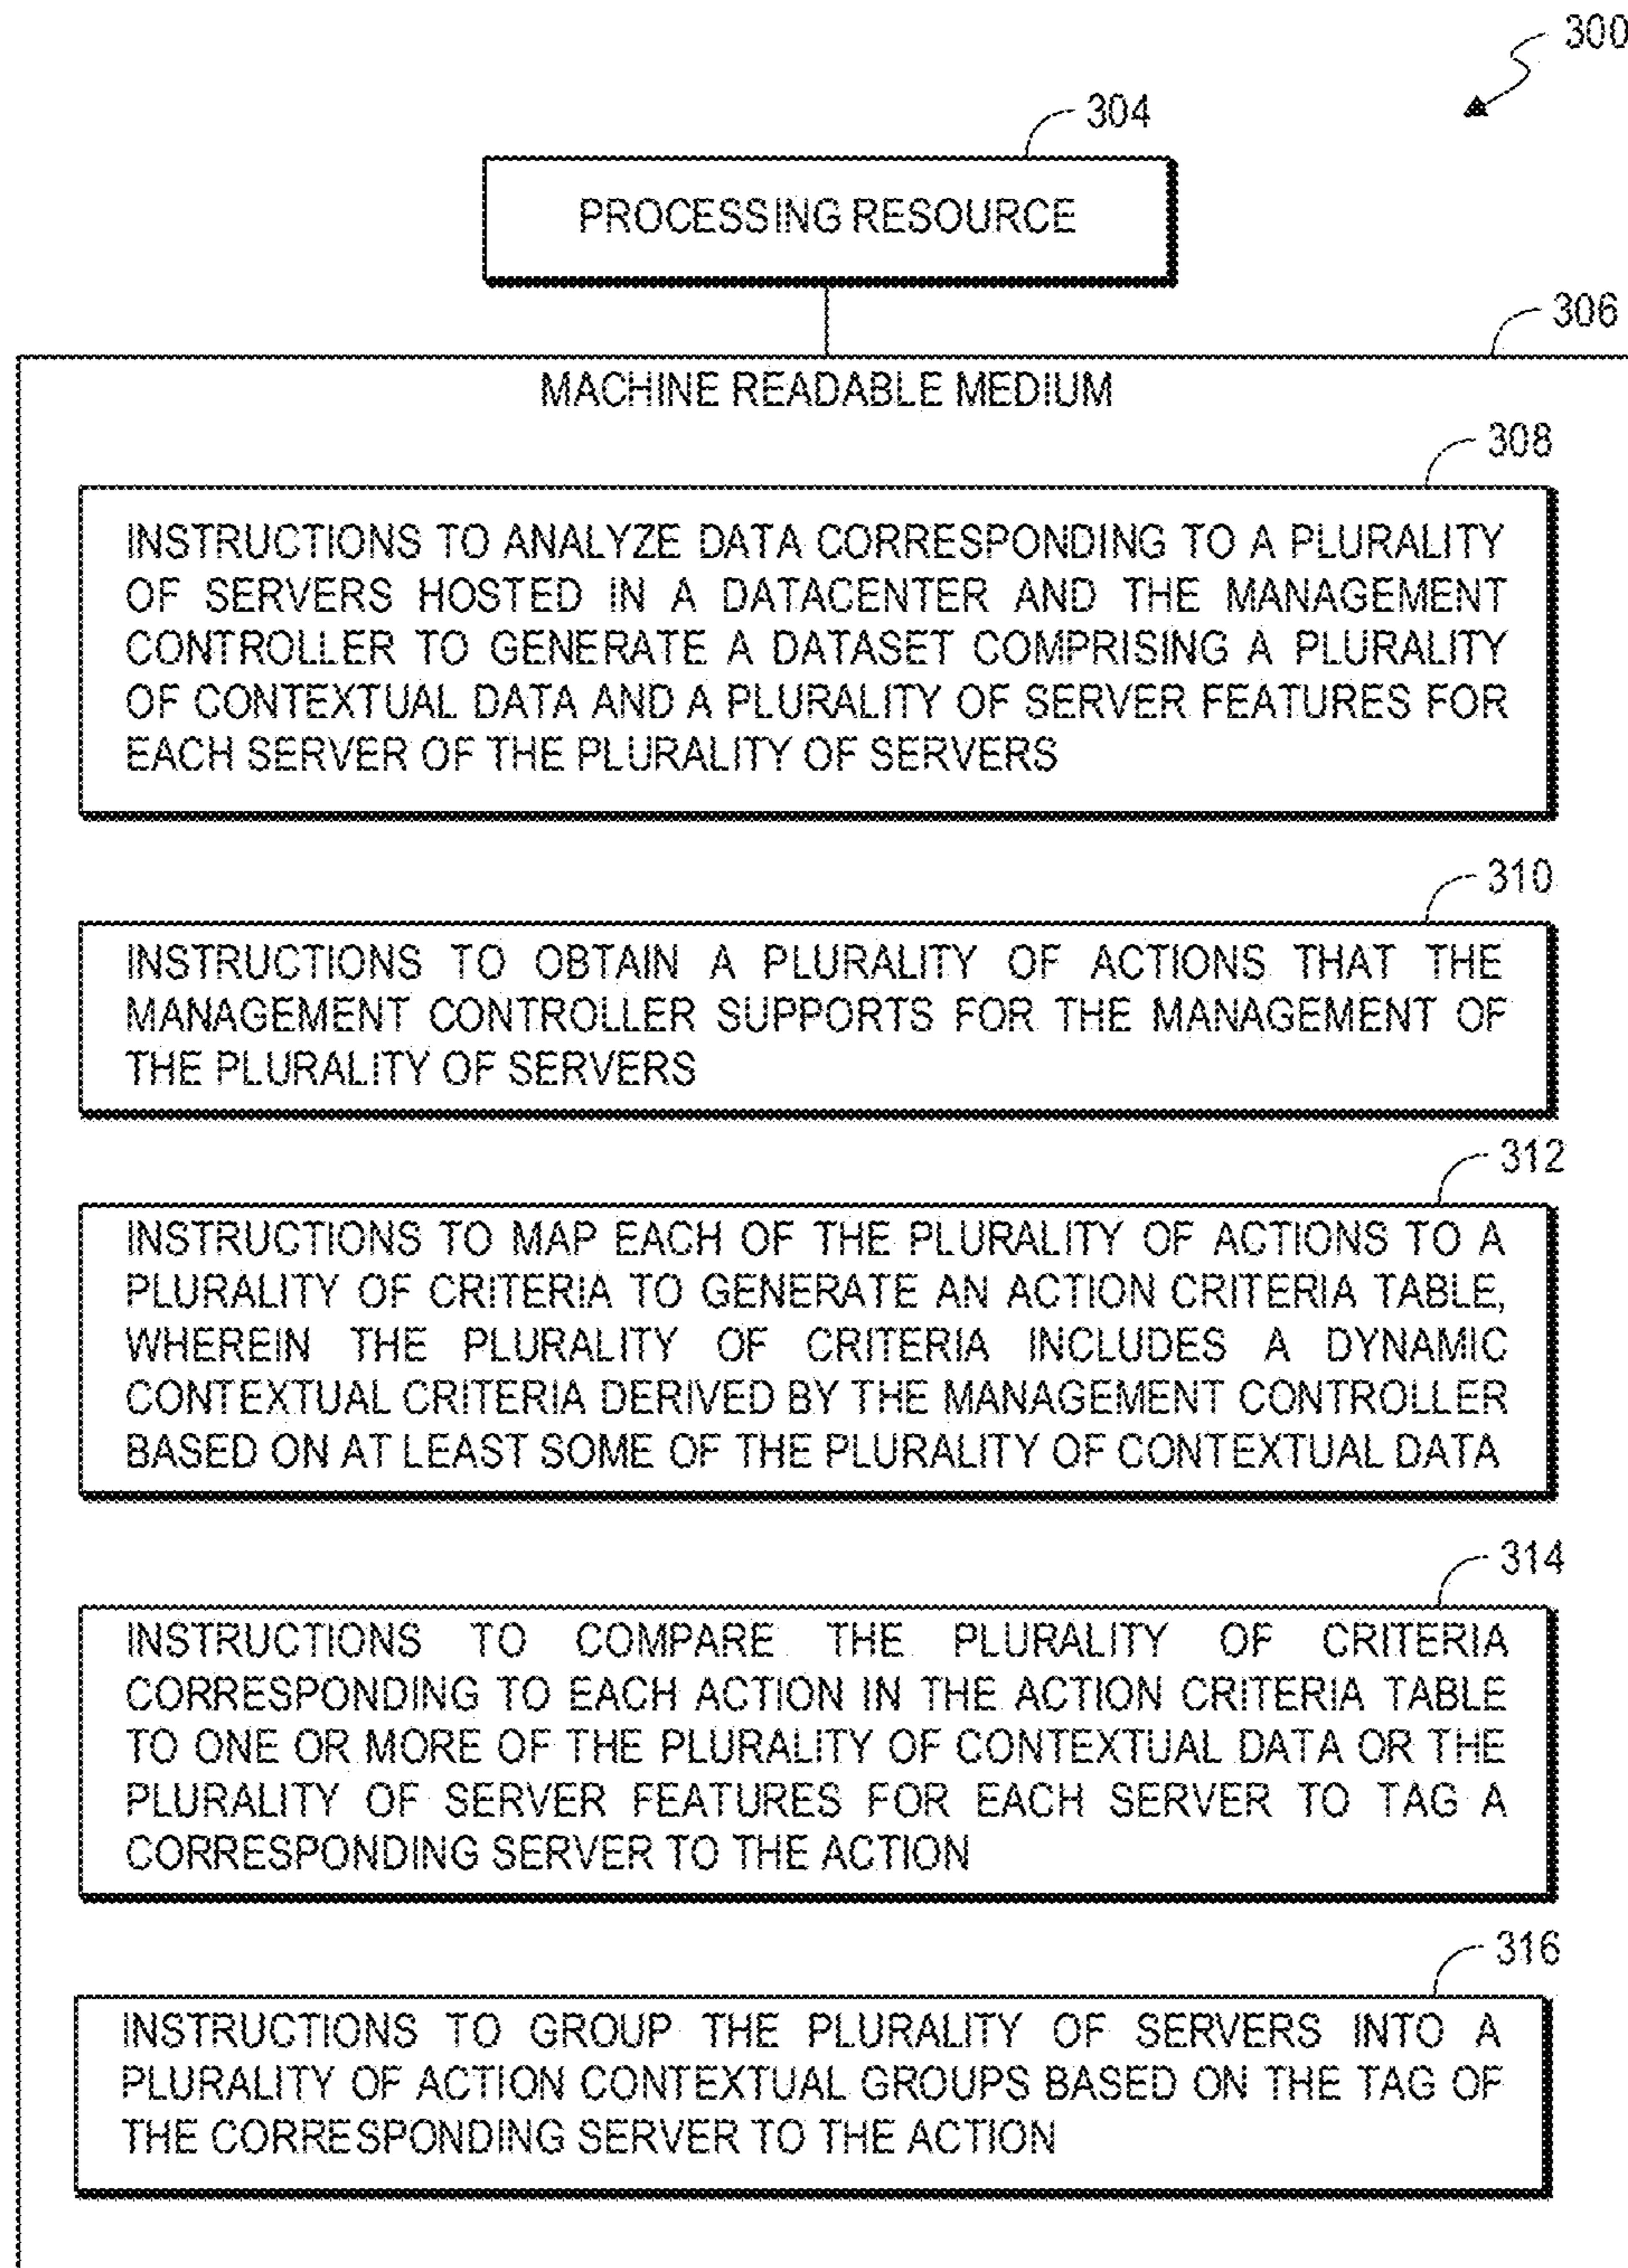 300
304
PROCESSING RESOURCE
306
MACHINE READABLE MEDIUM
308
INSTRUCTIONS TO ANALYZE DATA CORRESPONDING TO A PLURALITY
OF SERVERS HOSTED IN A DATACENTER AND THE MANAGEMENT
CONTROLLER TO GENERATE A DATASET COMPRISING A PLURALITY
OF CONTEXTUAL DATA AND A PLURALITY OF SERVER FEATURES FOR
EACH SERVER OF THE PLURALITY OF SERVERS
310
INSTRUCTIONS TO OBTAIN A PLURALITY OF ACTIONS THAT THE
MANAGEMENT CONTROLLER SUPPORTS FOR THE MANAGEMENT OF
THE PLURALITY OF SERVERS
312
INSTRUCTIONS TO MAP EACH OF THE PLURALITY OF ACTIONS TO A
PLURALITY OF CRITERIA TO GENERATE AN ACTION CRITERIA TABLE,
WHEREIN THE PLURALITY OF CRITERIA INCLUDES A DYNAMIC
CONTEXTUAL CRITERIA DERIVED BY THE MANAGEMENT CONTROLLER
BASED ON AT LEAST SOME OF THE PLURALITY OF CONTEXTUAL DATA
314
INSTRUCTIONS TO COMPARE THE PLURALITY OF CRITERIA
CORRESPONDING TO EACH ACTION IN THE ACTION CRITERIA TABLE
TO ONE OR MORE OF THE PLURALITY OF CONTEXTUAL DATA OR THE
PLURALITY OF SERVER FEATURES FOR EACH SERVER TO TAG A
CORRESPONDING SERVER TO THE ACTION
316
INSTRUCTIONS TO GROUP THE PLURALITY OF SERVERS INTO A
PLURALITY OF ACTION CONTEXTUAL GROUPS BASED ON THE TAG OF
THE CORRESPONDING SERVER TO THE ACTION